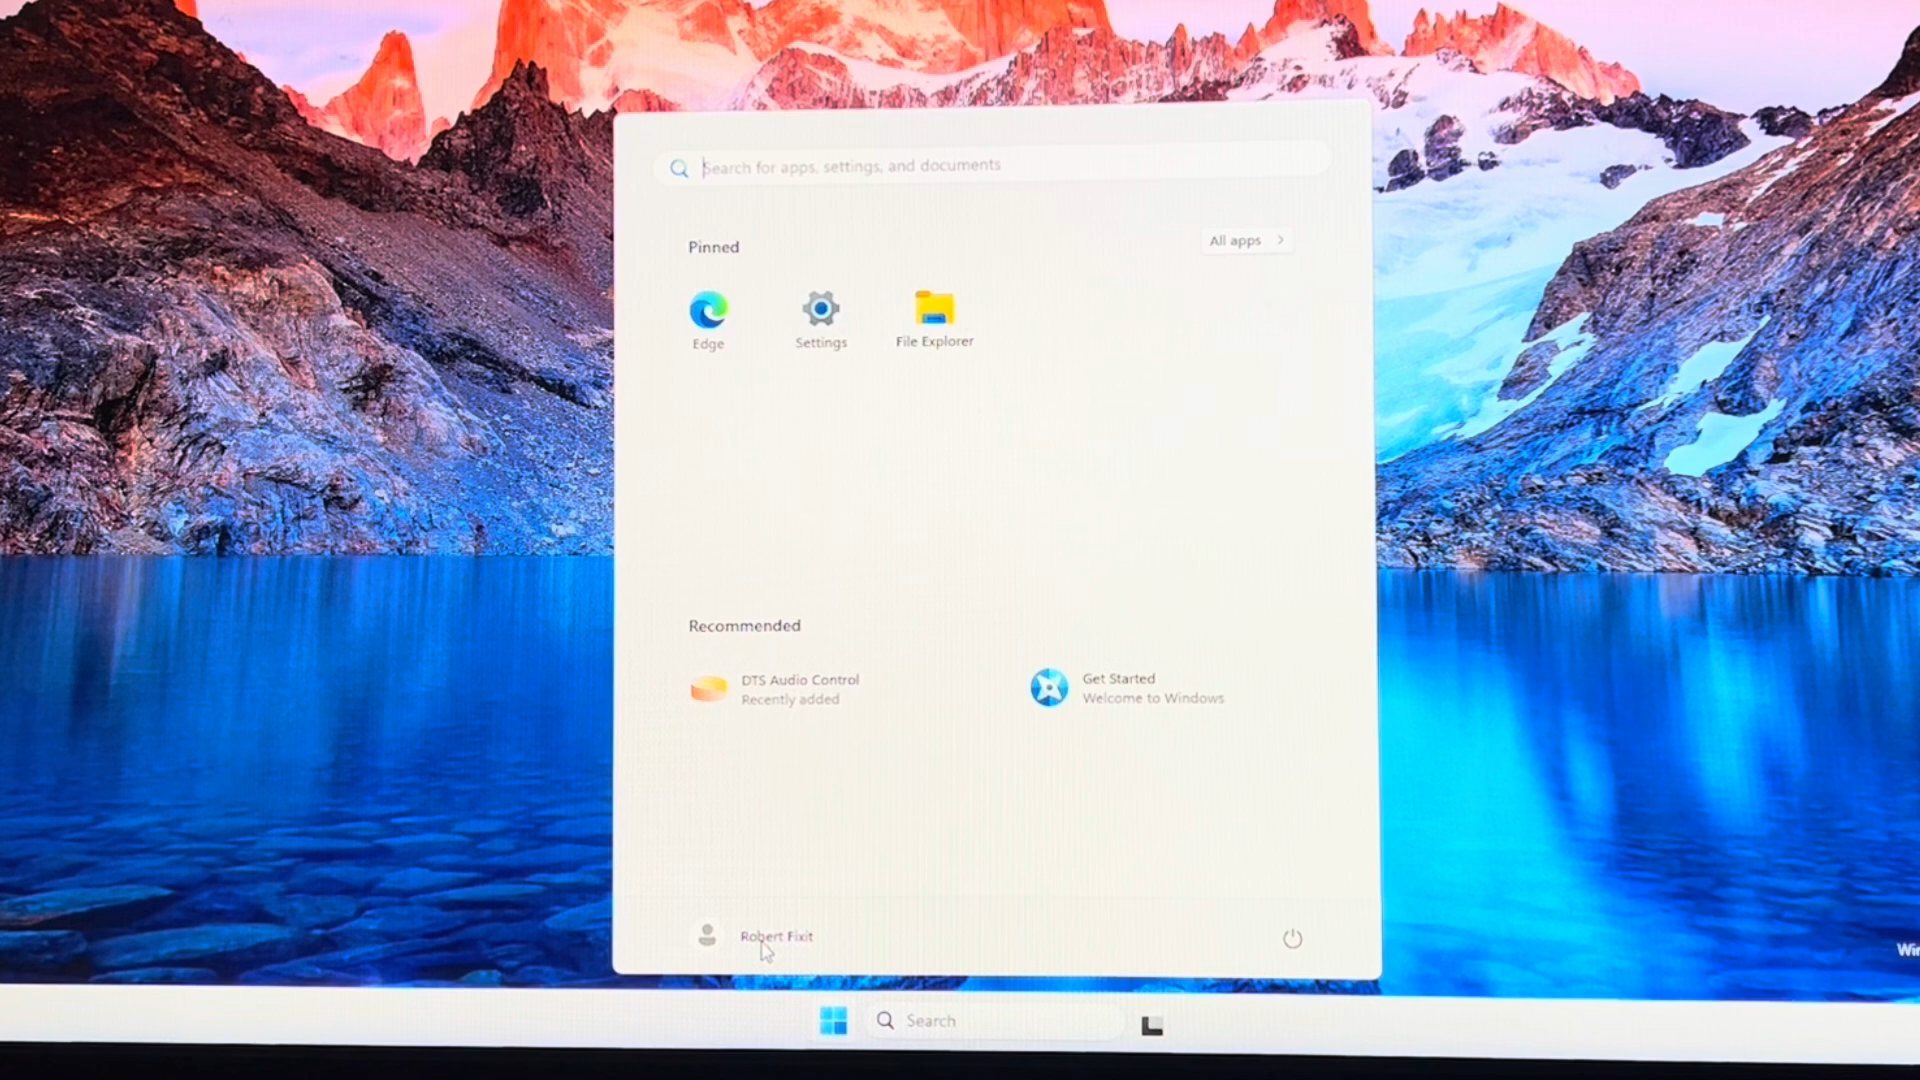 Search for apps, settings, and documents
Pinned
All apps
Edge
Settings
File Explorer
Recommended
DTS Audio Control
Recently added
Get Started
Welcome to Windows
Robert Fixit
Search